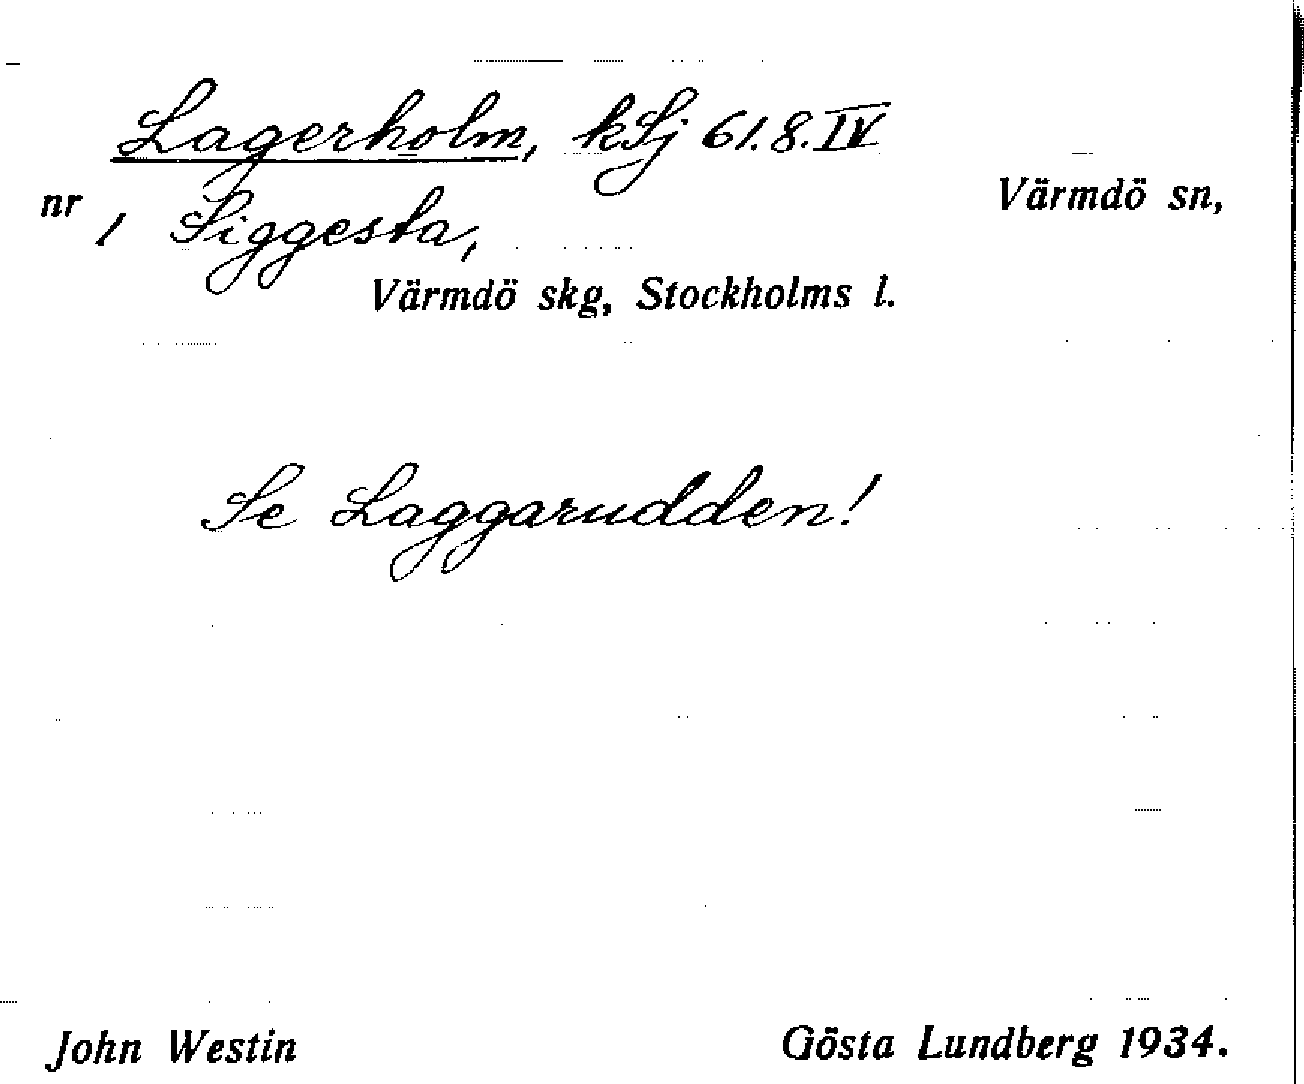 Lagerholm, kSj 61.8.IV
nr 1 Siggesta, Värmdö sn,
Värmdö skg, Stockholms l.
Se Laggarudden!
John Westin Gösta Lundberg 1934.